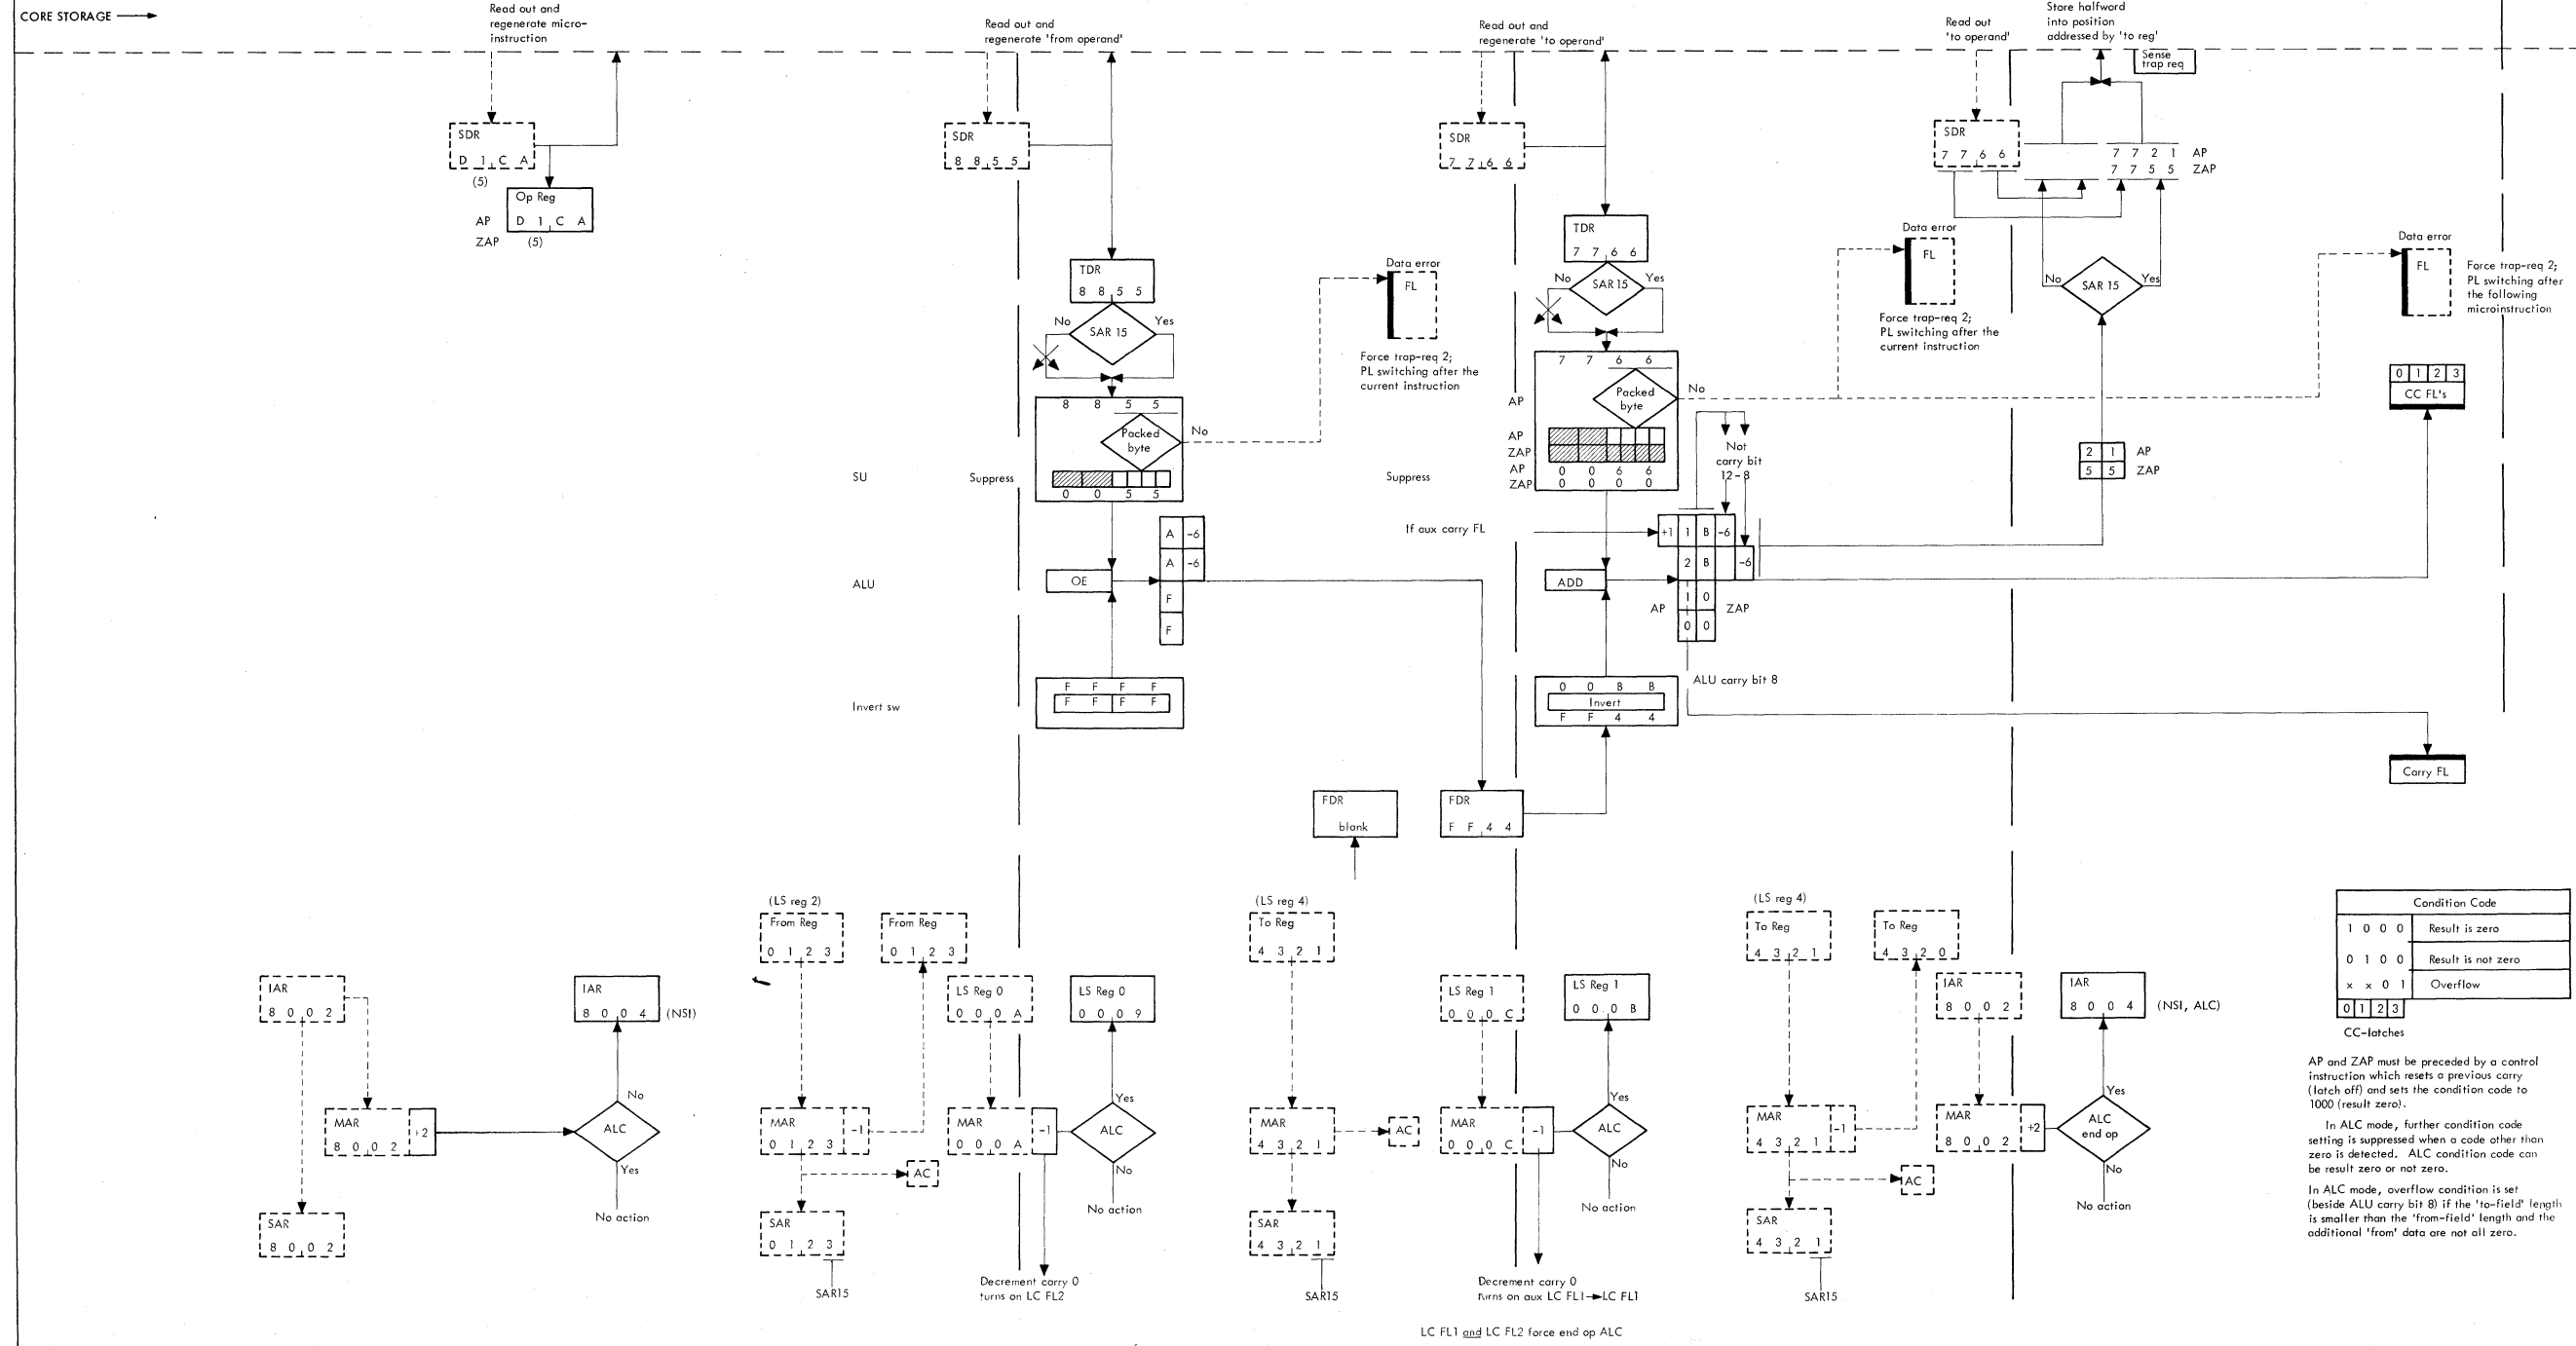 CORE STORAGE
Read out and
regenerate micro-
instruction
Read out and
regenerate 'from operand'
Read out and
regenerate 'to operand'
Read out
'to operand'
Store halfword
into position
addressed by 'to reg'
Sense
trap req
SDR
D 1 C A
(5)
Op Reg
AP D 1 C A
ZAP (5)
SDR
8 8 5 5
TDR
8 8 5 5
No SAR 15 Yes
8 8 5 5
Packed
byte
No
0 0 5 5
Data error
FL
Force trap-req 2;
PL switching after the
current instruction
SU
Suppress
A -6
A -6
F
F
ALU
OE
F F F F
F F F F
Invert sw
SDR
7 7 6 6
TDR
7 7 6 6
No SAR 15 Yes
7 7 6 6
AP
Packed
byte
No
AP
ZAP
AP 0 0 6 6
ZAP 0 0 0 0
Suppress
Not
carry bit
12-8
If aux carry FL
+1 1 B -6
2 B -6
1 0
0 0
ADD
AP
ZAP
0 0 B B
Invert
F F 4 4
ALU carry bit 8
FDR
blank
FDR
F F 4 4
SDR
7 7 6 6
7 7 2 1 AP
7 7 5 5 ZAP
Data error
FL
Force trap-req 2;
PL switching after the
current instruction
No SAR 15 Yes
Data error
FL
Force trap-req 2;
PL switching after
the following
microinstruction
0 1 2 3
CC FL's
2 1 AP
5 5 ZAP
Carry FL
IAR
8 0 0 2
MAR
8 0 0 2 +2
SAR
8 0 0 2
IAR
8 0 0 4 (NSI)
No
ALC
Yes
No action
(LS reg 2)
From Reg
0 1 2 3
From Reg
0 1 2 3
MAR
0 1 2 3 -1
AC
SAR
0 1 2 3
SAR15
LS Reg 0
0 0 0 A
LS Reg 0
0 0 0 9
MAR
0 0 0 A -1
Yes
ALC
No
No action
Decrement carry 0
turns on LC FL2
(LS reg 4)
To Reg
4 3 2 1
MAR
4 3 2 1
AC
SAR
4 3 2 1
SAR15
LS Reg 1
0 0 0 C
LS Reg 1
0 0 0 B
MAR
0 0 0 C -1
Yes
ALC
No
No action
Decrement carry 0
turns on aux LC FL1 LC FL1
LC FL1 and LC FL2 force end op ALC
(LS reg 4)
To Reg
4 3 2 1
To Reg
4 3 2 0
MAR
4 3 2 1 -1
AC
SAR
4 3 2 1
SAR15
IAR
8 0 0 2
IAR
8 0 0 4 (NSI, ALC)
MAR
8 0 0 2 +2
Yes
ALC
end op
No
No action
Condition Code
1 0 0 0 Result is zero
0 1 0 0 Result is not zero
x x 0 1 Overflow
0 1 2 3
CC-latches
AP and ZAP must be preceded by a control
instruction which resets a previous carry
(latch off) and sets the condition code to
1000 (result zero).
In ALC mode, further condition code
setting is suppressed when a code other than
zero is detected. ALC condition code can
be result zero or not zero.
In ALC mode, overflow condition is set
(beside ALU carry bit 8) if the 'to-field' length
is smaller than the 'from-field' length and the
additional 'from' data are not all zero.